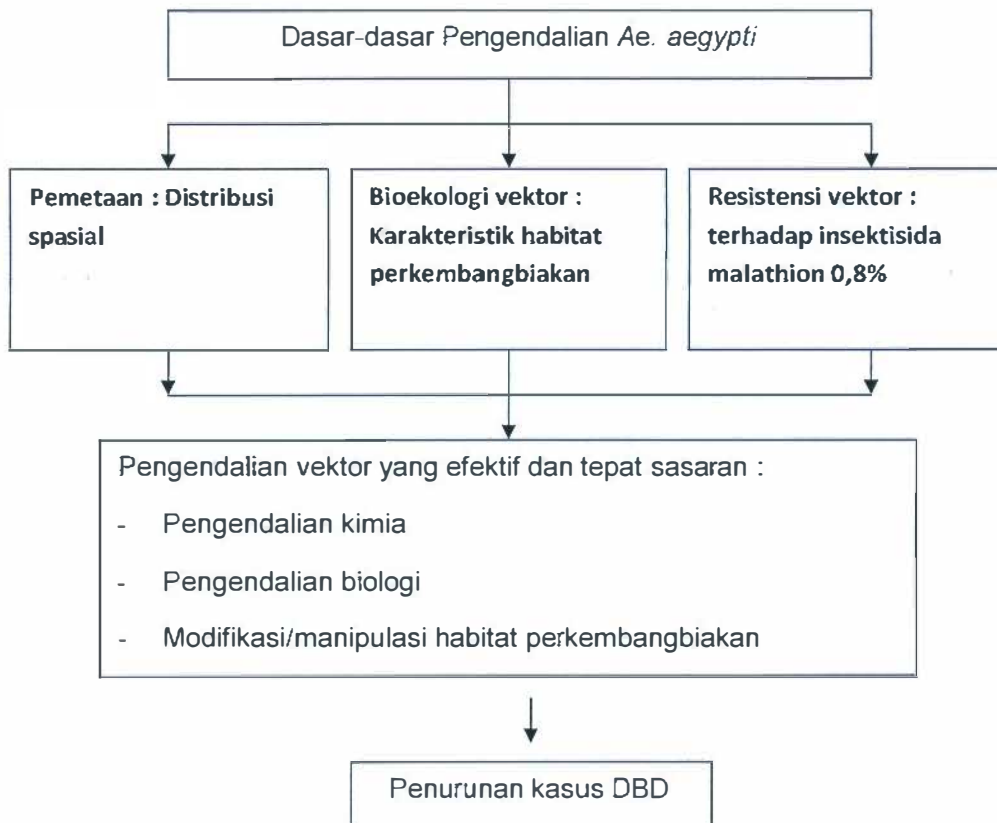 Dasar-dasar Pengendalian Ae. aegypti
Pemetaan : Distribusi
spasial
Bioekologi vektor :
Karakteristik habitat
perkembangbiakan
Resistensi vektor :
terhadap insektisida
malathion 0,8%
Pengendalian vektor yang efektif dan tepat sasaran :
- Pengendalian kimia
- Pengendalian biologi
- Modifikasi/manipulasi habitat perkembangbiakan
Penurunan kasus DBD